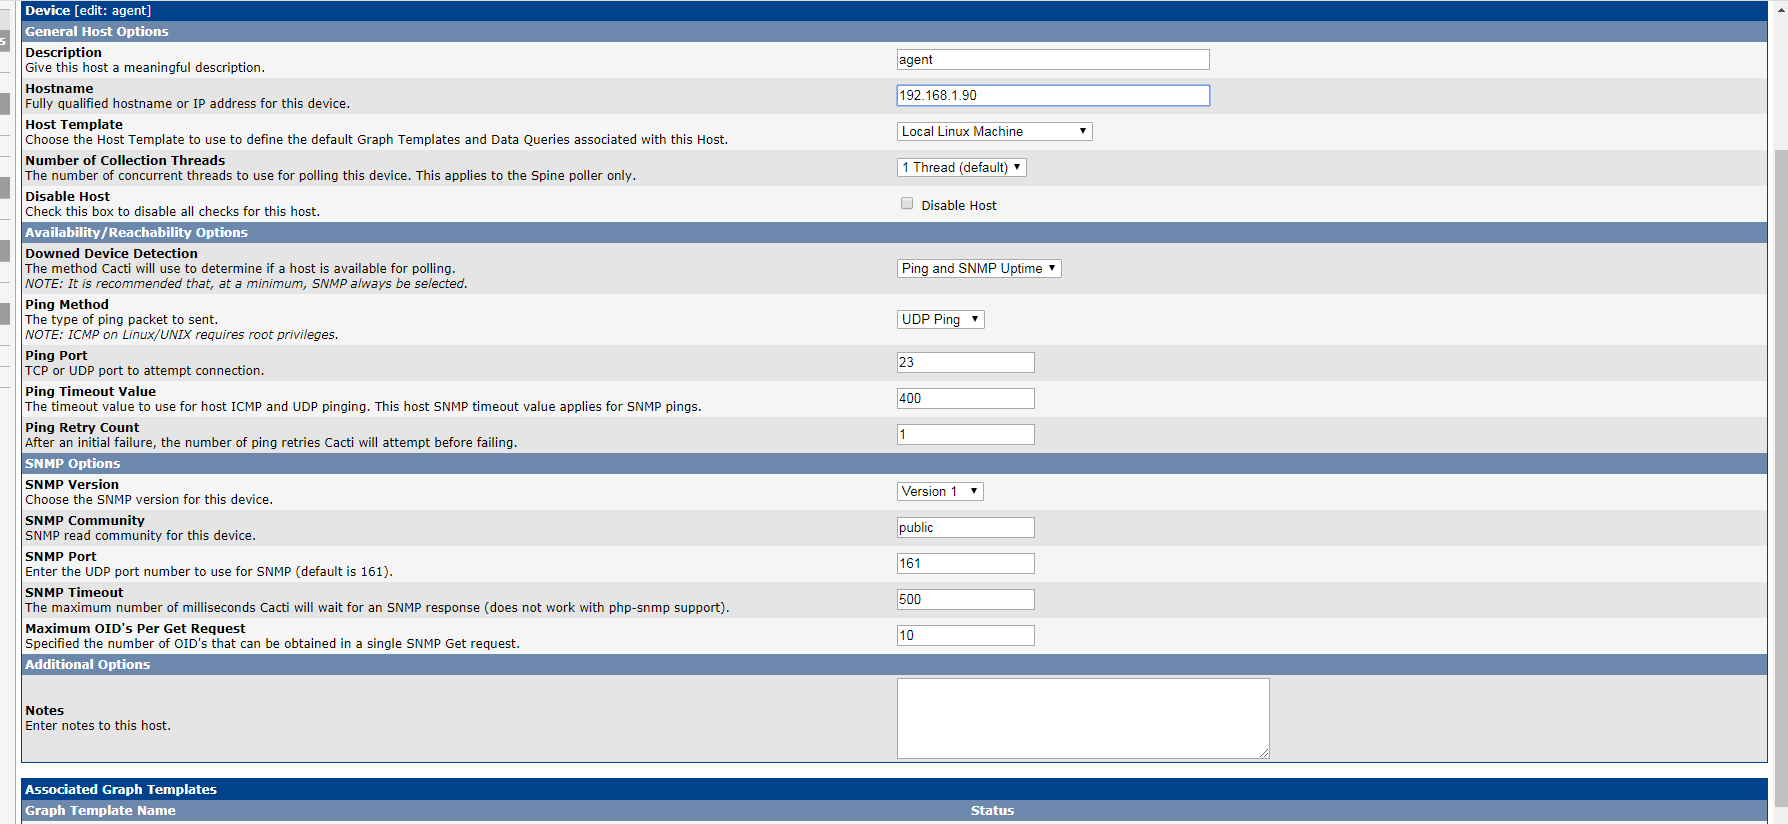 Device [edit: agent]
General Host Options
Description
Give this host a meaningful description.
agent
Hostname
Fully qualified hostname or IP address for this device.
192.168.1.90
Host Template
Choose the Host Template to use to define the default Graph Templates and Data Queries associated with this Host.
Local Linux Machine
Number of Collection Threads
The number of concurrent threads to use for polling this device. This applies to the Spine poller only.
1 Thread (default)
Disable Host
Check this box to disable all checks for this host.
Disable Host
Availability/Reachability Options
Downed Device Detection
The method Cacti will use to determine if a host is available for polling.
NOTE: It is recommended that, at a minimum, SNMP always be selected.
Ping and SNMP Uptime
Ping Method
The type of ping packet to sent.
NOTE: ICMP on Linux/UNIX requires root privileges.
UDP Ping
Ping Port
TCP or UDP port to attempt connection.
23
Ping Timeout Value
The timeout value to use for host ICMP and UDP pinging. This host SNMP timeout value applies for SNMP pings.
400
Ping Retry Count
After an initial failure, the number of ping retries Cacti will attempt before failing.
1
SNMP Options
SNMP Version
Choose the SNMP version for this device.
Version 1
SNMP Community
SNMP read community for this device.
public
SNMP Port
Enter the UDP port number to use for SNMP (default is 161).
161
SNMP Timeout
The maximum number of milliseconds Cacti will wait for an SNMP response (does not work with php-snmp support).
500
Maximum OID's Per Get Request
Specified the number of OID's that can be obtained in a single SNMP Get request.
10
Additional Options
Notes
Enter notes to this host.
Associated Graph Templates
Graph Template Name
Status